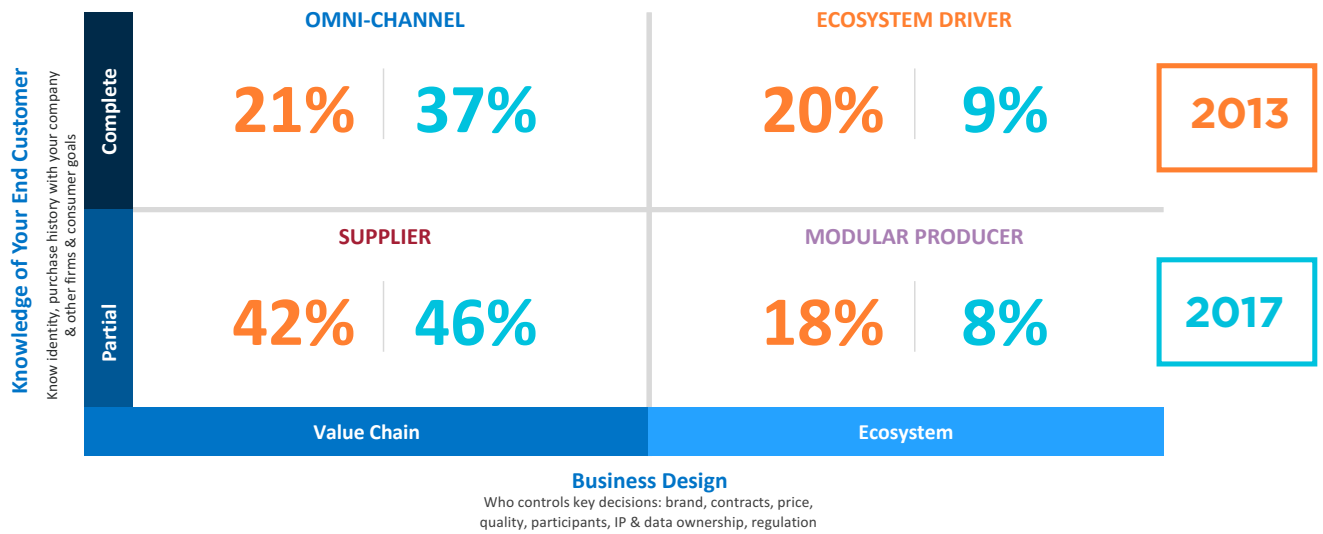 Knowledge of Your End Customer
Know identity, purchase history with your company
& other firms & consumer goals
Complete
Partial
OMNI-CHANNEL
21%
37%
ECOSYSTEM DRIVER
20%
9%
SUPPLIER
42%
46%
MODULAR PRODUCER
18%
8%
2013
2017
Value Chain
Ecosystem
Business Design
Who controls key decisions: brand, contracts, price,
quality, participants, IP & data ownership, regulation